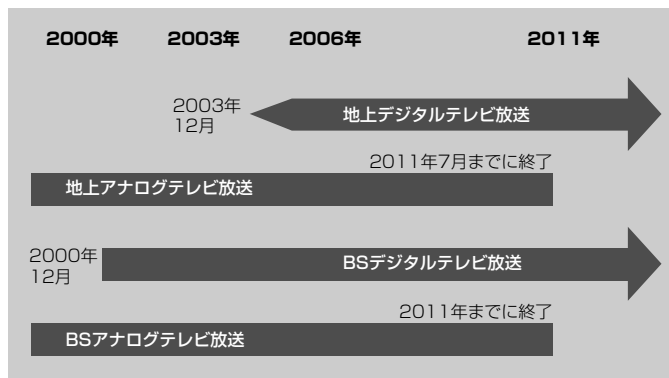 2000年 2003年 2006年 2011年
2003年
12月
地上デジタルテレビ放送
2011年7月までに終了
地上アナログテレビ放送
2000年
12月
BSデジタルテレビ放送
2011年までに終了
BSアナログテレビ放送